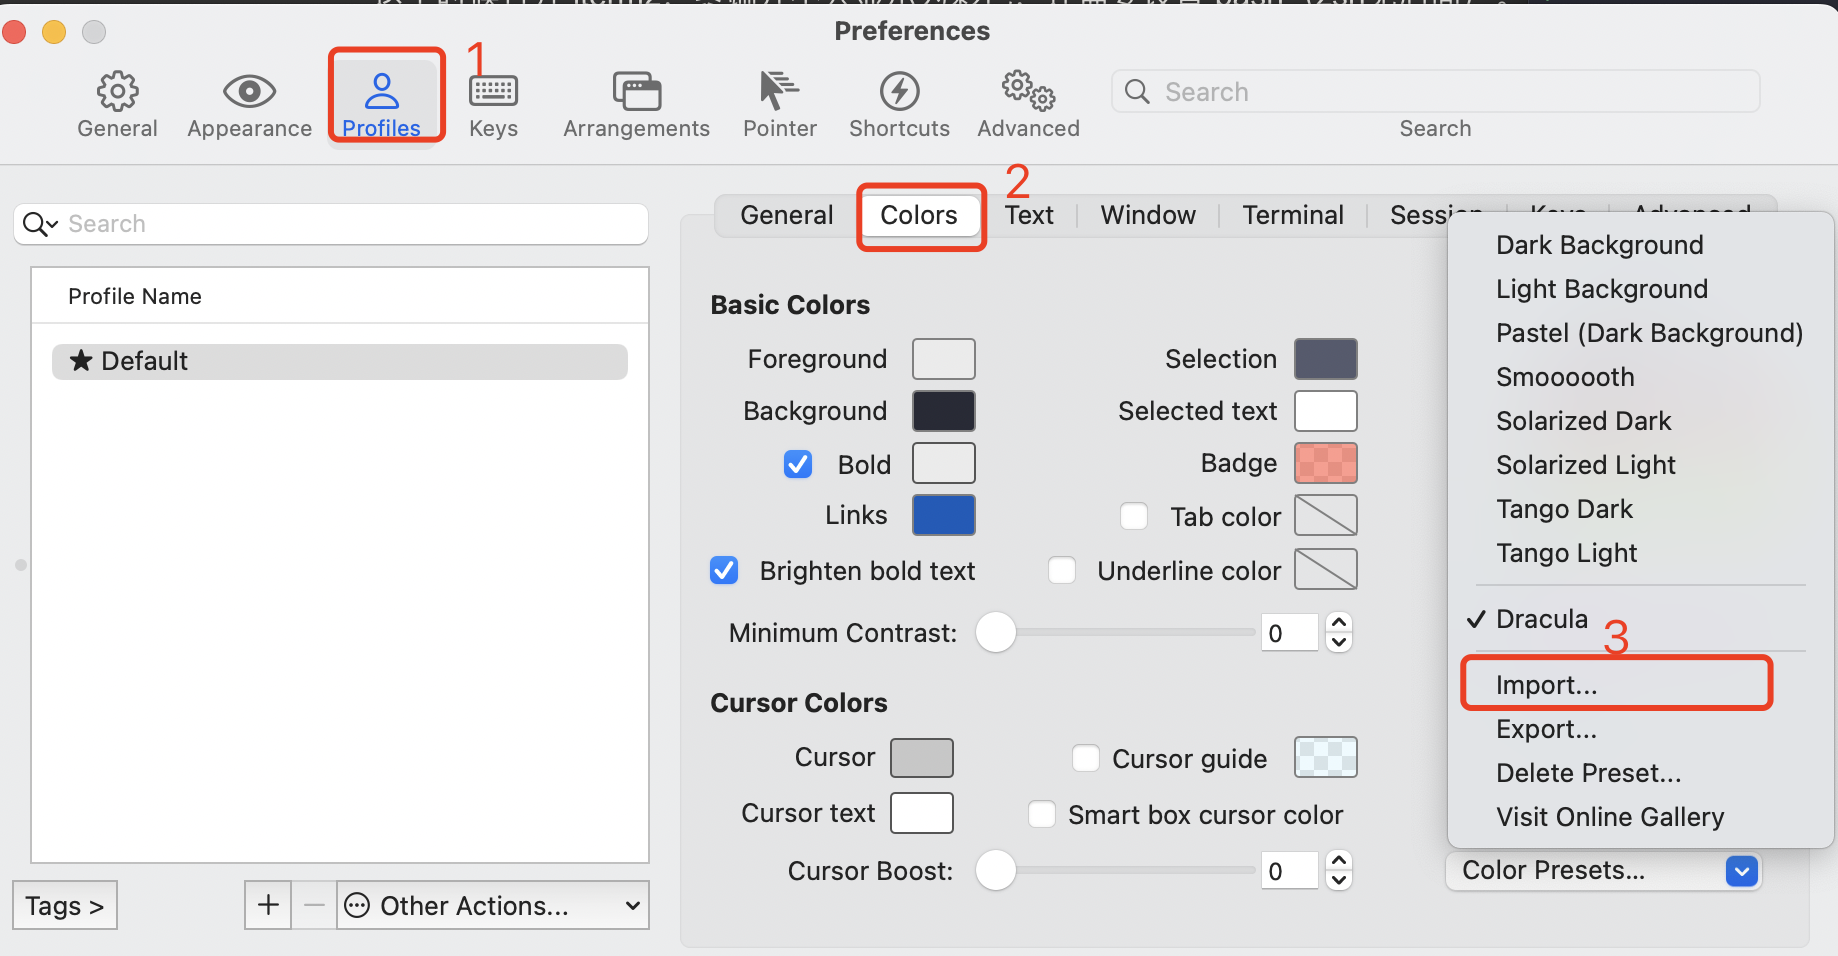 Preferences
1
General
Appearance
Profiles
Keys
Arrangements
Pointer
Shortcuts
Advanced
Search
Search
2
Search
Profile Name
★ Default
Tags >
+
−
Other Actions...
General
Colors
Text
Window
Terminal
Session
Keys
Advanced
Basic Colors
Foreground
Background
Bold
Links
Brighten bold text
Minimum Contrast:
0
Selection
Selected text
Badge
Tab color
Underline color
Cursor Colors
Cursor
Cursor text
Cursor Boost:
0
Cursor guide
Smart box cursor color
Dark Background
Light Background
Pastel (Dark Background)
Smoooooth
Solarized Dark
Solarized Light
Tango Dark
Tango Light
✓ Dracula
3
Import...
Export...
Delete Preset...
Visit Online Gallery
Color Presets...